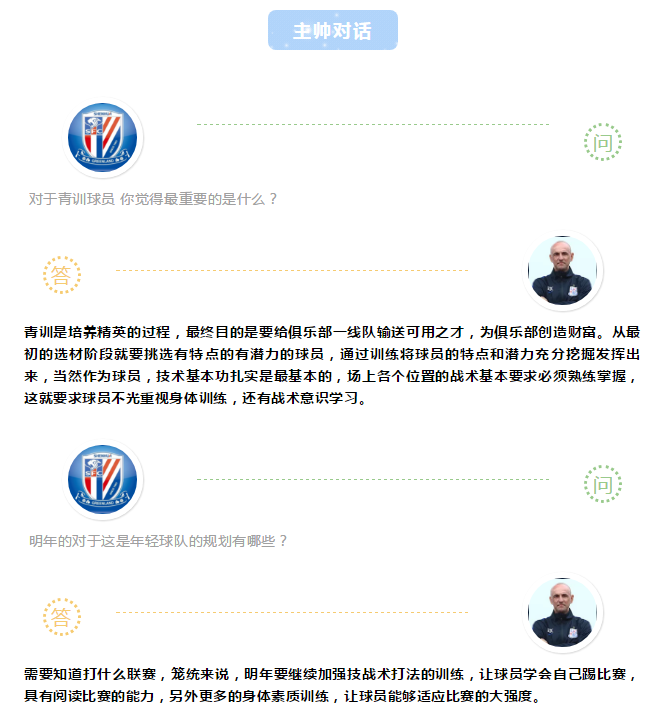 主帅对话
问
对于青训球员 你觉得最重要的是什么？
答
青训是培养精英的过程，最终目的是要给俱乐部一线队输送可用之才，为俱乐部创造财富。从最
初的选材阶段就要挑选有特点的有潜力的球员，通过训练将球员的特点和潜力充分挖掘发挥出
来，当然作为球员，技术基本功扎实是最基本的，场上各个位置的战术基本要求必须熟练掌握，
这就要求球员不光重视身体训练，还有战术意识学习。
问
明年的对于这是年轻球队的规划有哪些？
答
需要知道打什么联赛，笼统来说，明年要继续加强技战术打法的训练，让球员学会自己踢比赛，
具有阅读比赛的能力，另外更多的身体素质训练，让球员能够适应比赛的大强度。